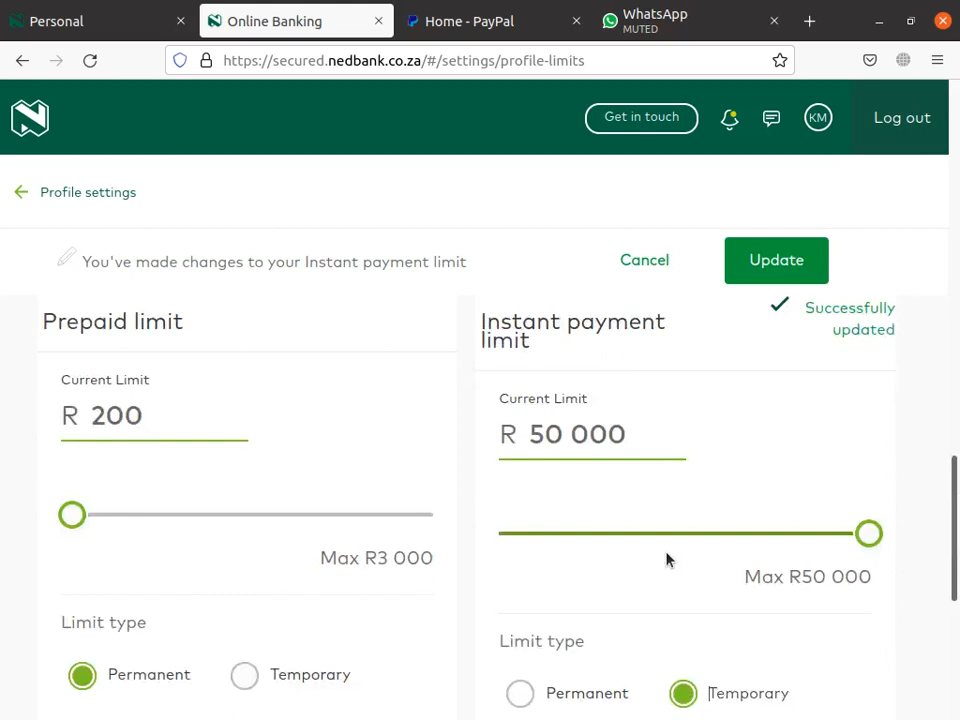 Personal
Online Banking
Home - PayPal
WhatsApp
MUTED
https://secured.nedbank.co.za/#/settings/profile-limits
Get in touch
KM
Log out
Profile settings
You've made changes to your Instant payment limit
Cancel
Update
Prepaid limit
Current Limit
R 200
Max R3 000
Limit type
Permanent
Temporary
Instant payment
limit
Successfully
updated
Current Limit
R 50 000
Max R50 000
Limit type
Permanent
Temporary